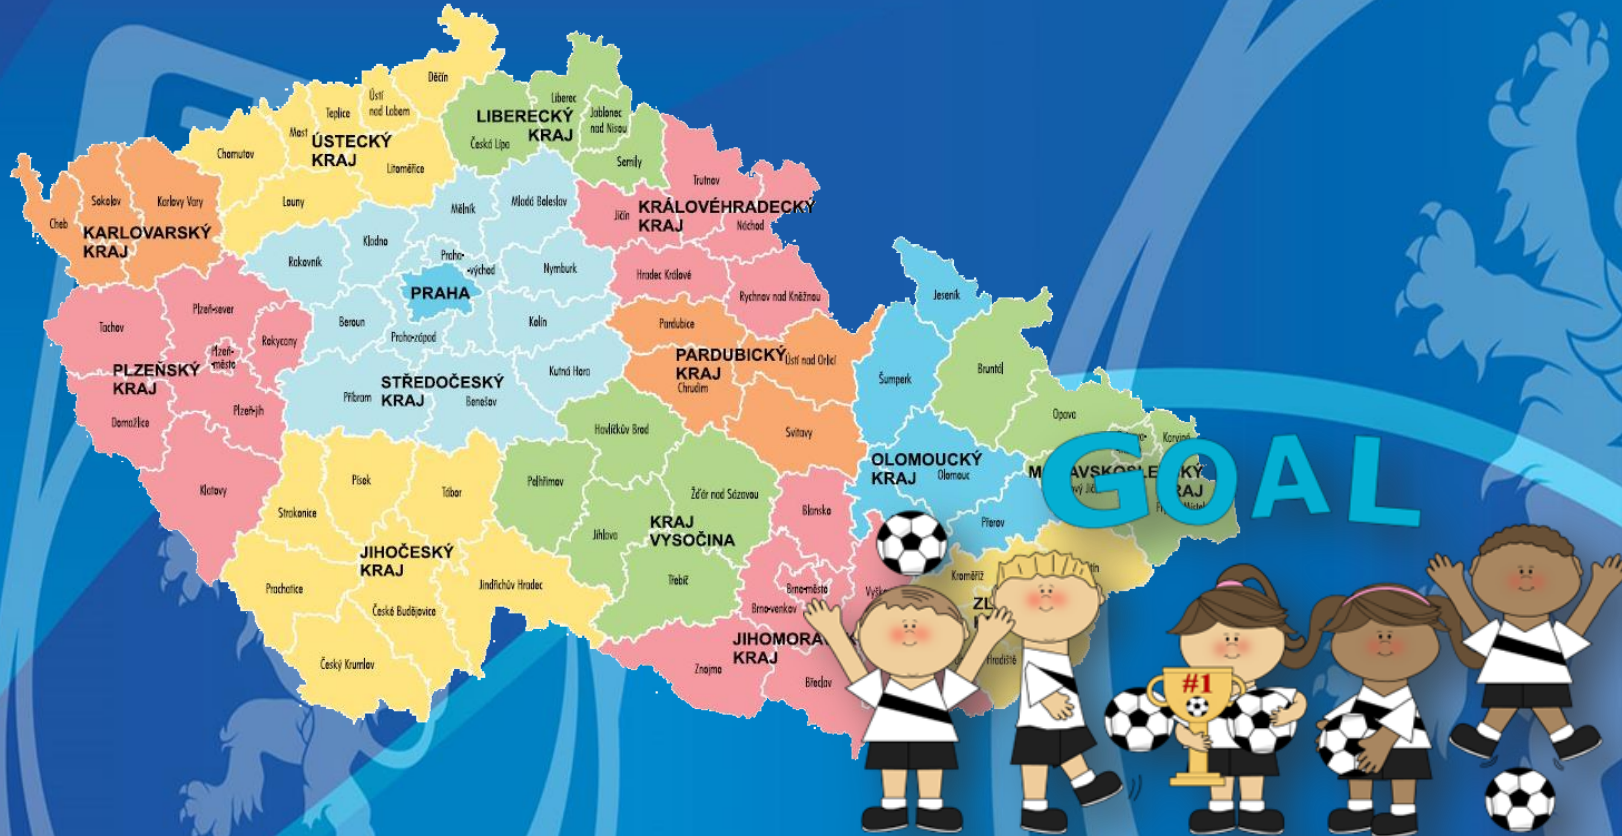 Děčín
Ústí
nad Labem
Teplice
Most
ÚSTECKÝ
KRAJ
Chomutov
Litoměřice
Louny
Liberec
LIBERECKÝ
KRAJ
Jablonec
nad Nisou
Česká Lípa
Semily
Sokolov
Karlovy Vary
Cheb
KARLOVARSKÝ
KRAJ
Trutnov
Jičín
KRÁLOVÉHRADECKÝ
KRAJ
Náchod
Hradec Králové
Rychnov nad Kněžnou
Mělník
Mladá Boleslav
Kladno
Rakovník
Praha-
-východ
Nymburk
PRAHA
Beroun
Praha-západ
Kolín
Kutná Hora
STŘEDOČESKÝ
KRAJ
Příbram
Benešov
Tachov
Plzeň-sever
Rokycany
Plzeň-
-město
PLZEŇSKÝ
KRAJ
Domažlice
Plzeň-jih
Klatovy
Pardubice
PARDUBICKÝ
KRAJ
Ústí nad Orlicí
Chrudim
Svitavy
Jeseník
Šumperk
OLOMOUCKÝ
KRAJ
Olomouc
Přerov
Bruntál
Opava
Karviná
GOAL
Havlíčkův Brod
Pelhřimov
Žďár nad Sázavou
Jihlava
KRAJ
VYSOČINA
Třebíč
Písek
Tábor
Strakonice
JIHOČESKÝ
KRAJ
Prachatice
Jindřichův Hradec
České Budějovice
Český Krumlov
Blansko
Brno-město
Brno-venkov
JIHOMORA
KRAJ
Znojmo
Břeclav
Kroměříž
ZL
Hradiště
#1